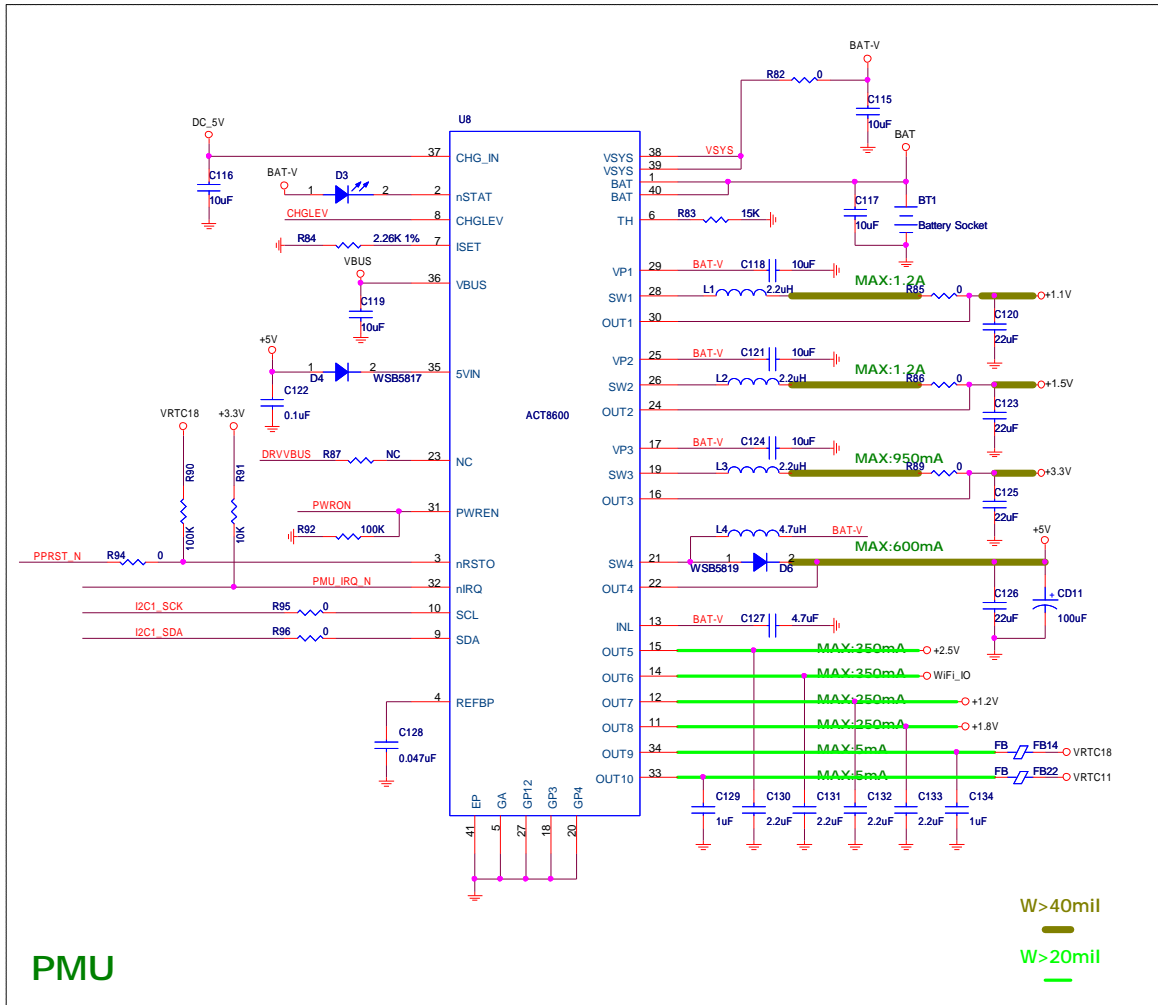 BAT-V
R82 0
C115
10uF
U8
DC_5V
BAT
37 CHG_IN
VSYS 38 VSYS
VSYS 39
C116
10uF
BAT-V
1 D3 2
2 nSTAT
BAT 1
BAT 40
CHGLEV 8 CHGLEV
TH 6 R83 15K
C117
10uF
BT1
Battery Socket
R84 2.26K 1% 7 ISET
VBUS
36 VBUS
C119
10uF
VP1 29 BAT-V C118 10uF
MAX:1.2A
SW1 28 L1 2.2uH R85 0 +1.1V
OUT1 30
C120
22uF
+5V
1 2
D4 WSB5817
35 5VIN
C122
0.1uF
VP2 25 BAT-V C121 10uF
MAX:1.2A
SW2 26 L2 2.2uH R86 0 +1.5V
OUT2 24
C123
22uF
ACT8600
VRTC18 +3.3V
DRVVBUS R87 NC 23 NC
VP3 17 BAT-V C124 10uF
MAX:950mA
SW3 19 L3 2.2uH R89 0 +3.3V
OUT3 16
C125
22uF
R90
100K
R91
10K
PWRON 31 PWREN
R92 100K
L4 4.7uH BAT-V
+5V
MAX:600mA
PPRST_N R94 0 3 nRSTO
SW4 21 WSB5819 1 2 D6
PMU_IRQ_N 32 nIRQ
OUT4 22
C126
22uF
CD11
+
100uF
I2C1_SCK R95 0 10 SCL
I2C1_SDA R96 0 9 SDA
INL 13 BAT-V C127 4.7uF
OUT5 15 MAX:350mA +2.5V
OUT6 14 MAX:350mA WiFi_IO
4 REFBP
OUT7 12 MAX:250mA +1.2V
OUT8 11 MAX:250mA +1.8V
C128
0.047uF
OUT9 34 MAX:5mA FB FB14 VRTC18
OUT10 33 MAX:5mA FB FB22 VRTC11
EP GA GP12 GP3 GP4
41 5 27 18 20
C129 C130 C131 C132 C133 C134
1uF 2.2uF 2.2uF 2.2uF 2.2uF 1uF
W>40mil
W>20mil
PMU